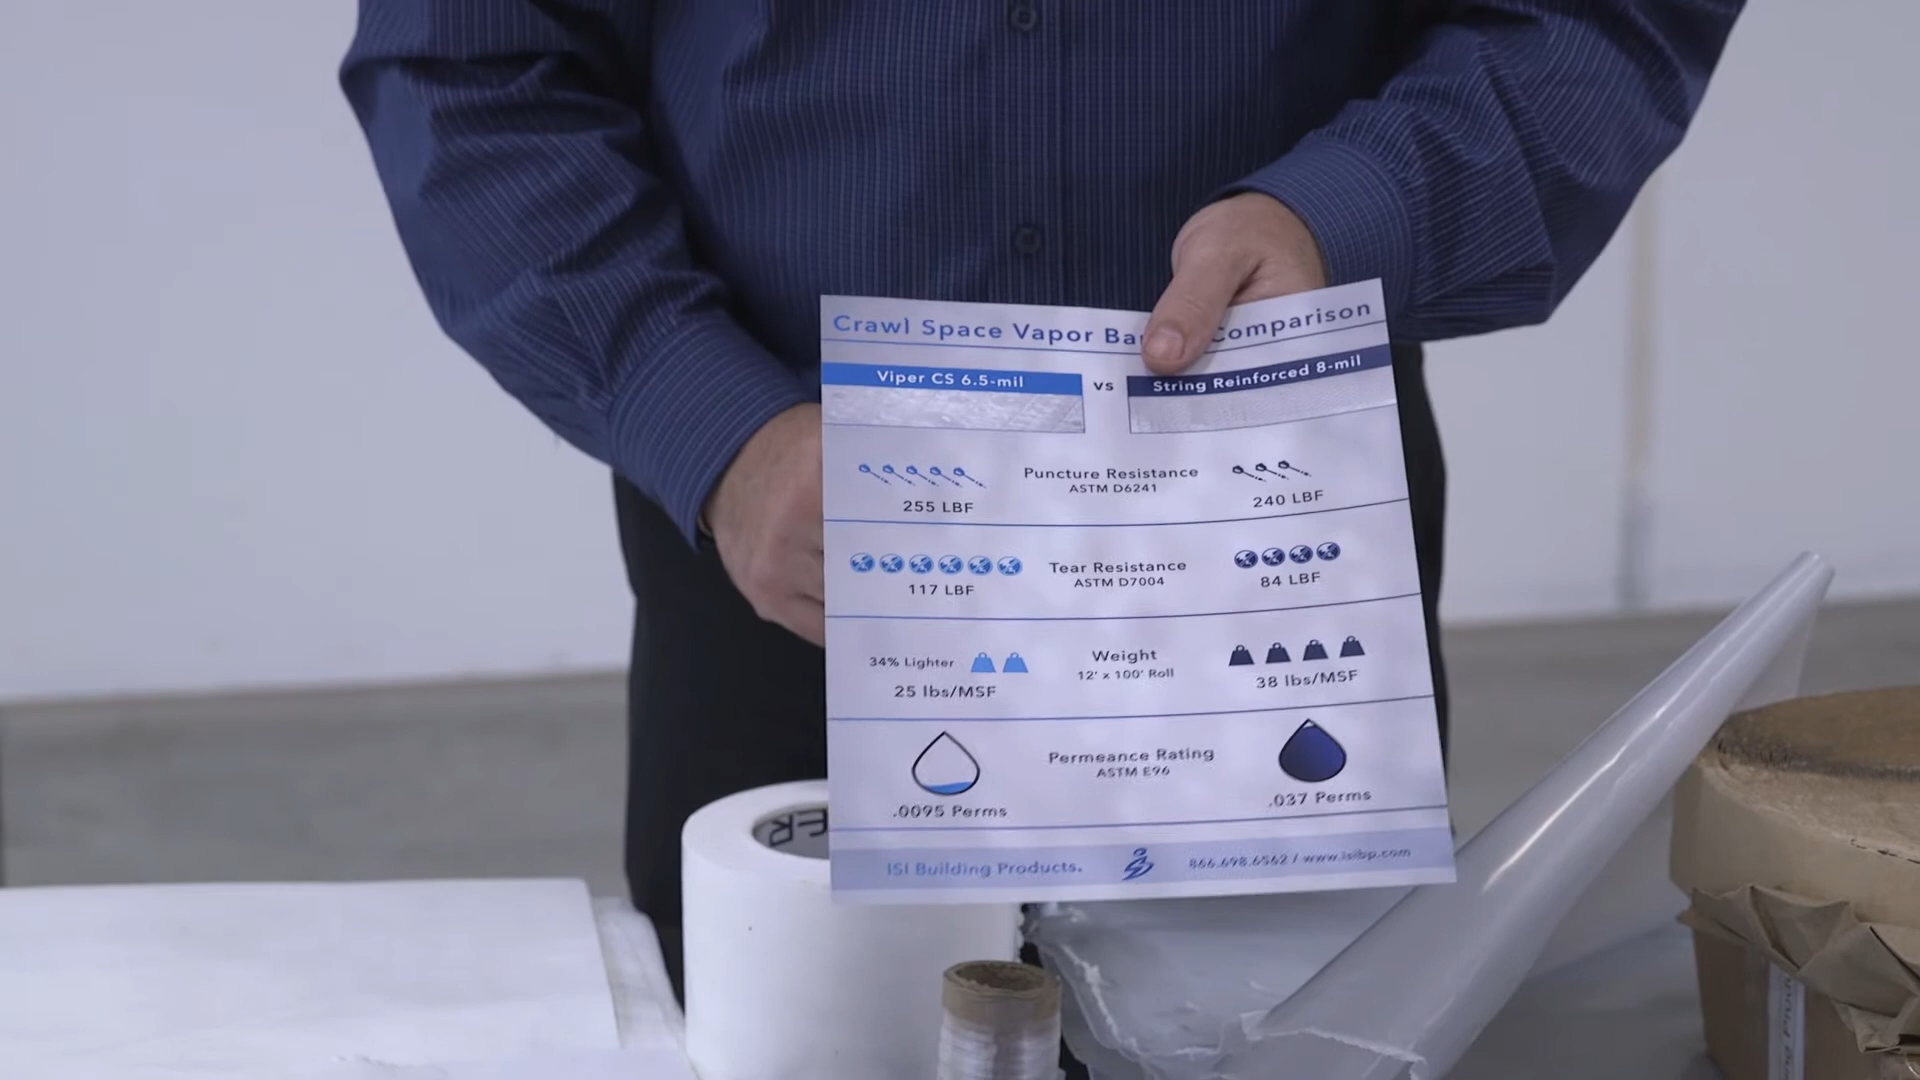 Crawl Space Vapor Ba Comparison
Viper CS 6.5-mil
vs
String Reinforced 8-mil
Puncture Resistance
ASTM D6241
255 LBF
240 LBF
Tear Resistance
ASTM D7004
117 LBF
84 LBF
34% Lighter
Weight
12' x 100' Roll
25 lbs/MSF
38 lbs/MSF
Permeance Rating
ASTM E96
.0095 Perms
.037 Perms
ISI Building Products.
866.698.6562 / www.isibp.com